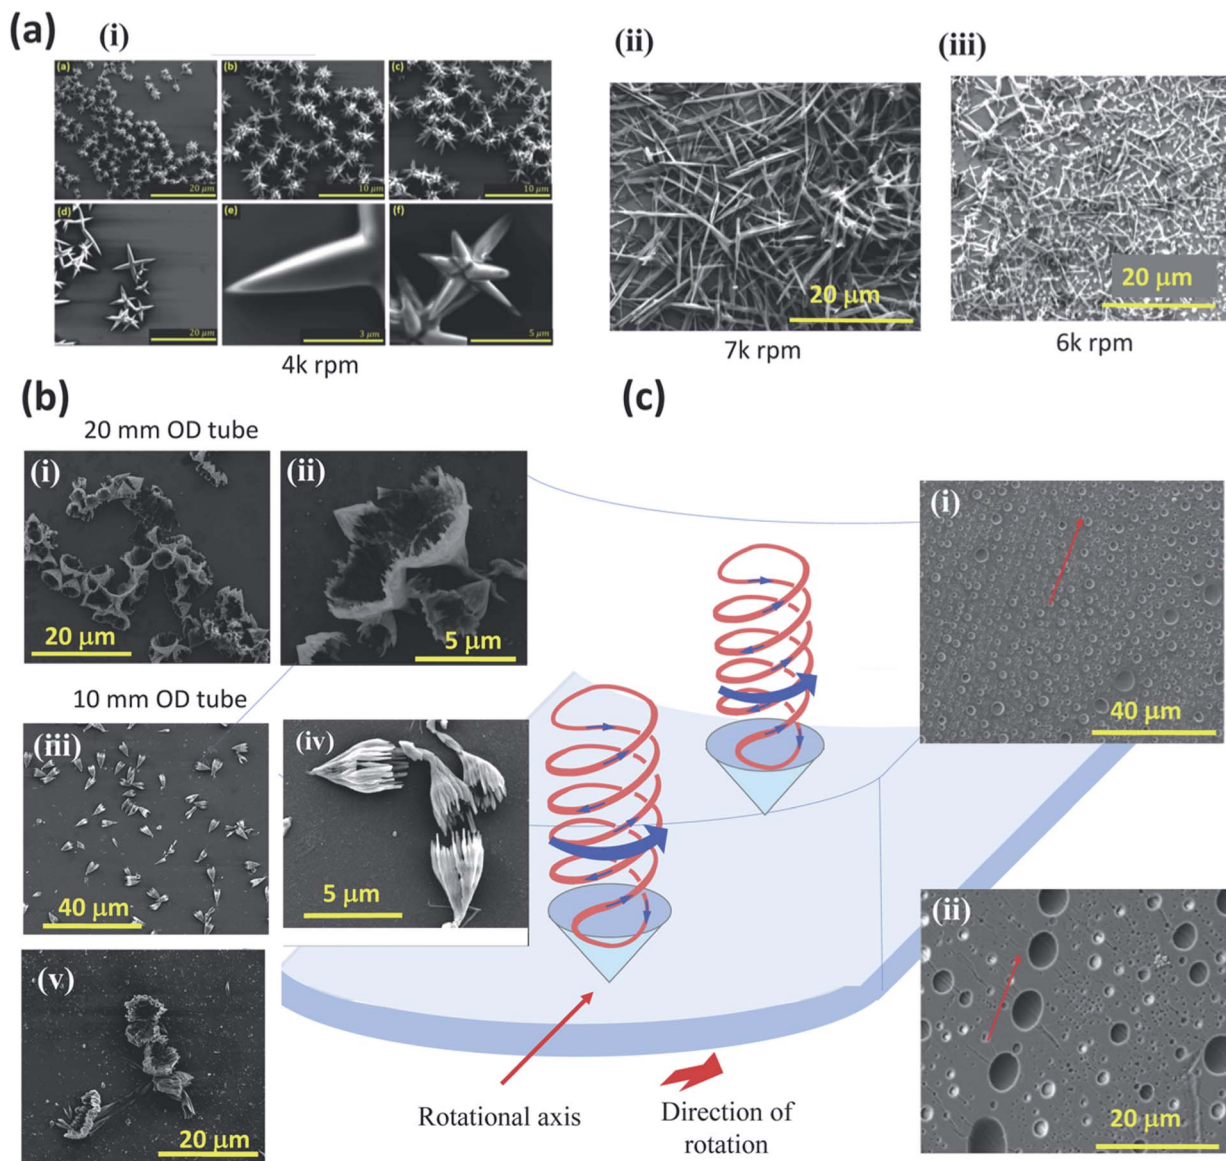 (a)
(i)
(ii)
(iii)
(a)
(b)
(c)
20 μm
10 μm
10 μm
(d)
(e)
(f)
20 μm
3 μm
5 μm
20 μm
20 μm
4k rpm
7k rpm
6k rpm
(b)
(c)
20 mm OD tube
(i)
(ii)
20 μm
5 μm
(i)
40 μm
10 mm OD tube
(iii)
(iv)
40 μm
5 μm
(v)
20 μm
(ii)
20 μm
Rotational axis
Direction of
rotation